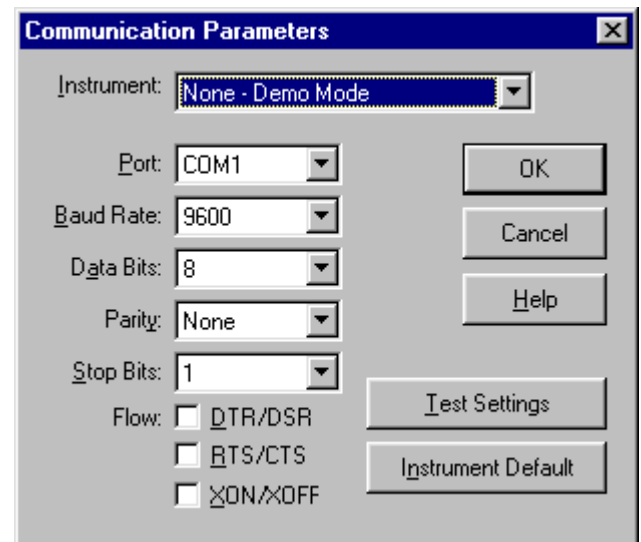 Communication Parameters
Instrument: None - Demo Mode
Port: COM1
OK
Baud Rate: 9600
Cancel
Data Bits: 8
Help
Parity: None
Stop Bits: 1
Test Settings
Flow: DTR/DSR
RTS/CTS
Instrument Default
XON/XOFF